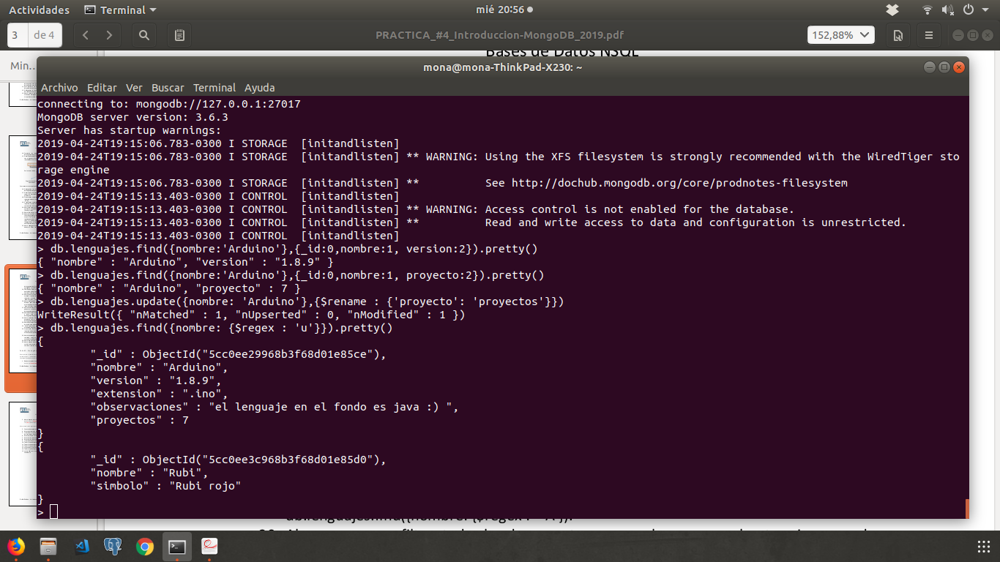 Actividades Terminal mié 20:56
3 de 4 PRACTICA_#4_Introduccion-MongoDB_2019.pdf 152,88%
Bases de Datos NSQL
Min...
mona@mona-ThinkPad-X230: ~
Archivo Editar Ver Buscar Terminal Ayuda
connecting to: mongodb://127.0.0.1:27017
MongoDB server version: 3.6.3
Server has startup warnings:
2019-04-24T19:15:06.783-0300 I STORAGE  [initandlisten]
2019-04-24T19:15:06.783-0300 I STORAGE  [initandlisten] ** WARNING: Using the XFS filesystem is strongly recommended with the WiredTiger sto
rage engine
2019-04-24T19:15:06.783-0300 I STORAGE  [initandlisten] **          See http://dochub.mongodb.org/core/prodnotes-filesystem
2019-04-24T19:15:13.403-0300 I CONTROL  [initandlisten]
2019-04-24T19:15:13.403-0300 I CONTROL  [initandlisten] ** WARNING: Access control is not enabled for the database.
2019-04-24T19:15:13.403-0300 I CONTROL  [initandlisten] **          Read and write access to data and configuration is unrestricted.
2019-04-24T19:15:13.403-0300 I CONTROL  [initandlisten]
> db.lenguajes.find({nombre:'Arduino'},{_id:0,nombre:1, version:2}).pretty()
{ "nombre" : "Arduino", "version" : "1.8.9" }
> db.lenguajes.find({nombre:'Arduino'},{_id:0,nombre:1, proyecto:2}).pretty()
{ "nombre" : "Arduino", "proyecto" : 7 }
> db.lenguajes.update({nombre: 'Arduino'},{$rename : {'proyecto': 'proyectos'}})
WriteResult({ "nMatched" : 1, "nUpserted" : 0, "nModified" : 1 })
> db.lenguajes.find({nombre: {$regex : 'u'}}).pretty()
{
"_id" : ObjectId("5cc0ee29968b3f68d01e85ce"),
"nombre" : "Arduino",
"version" : "1.8.9",
"extension" : ".ino",
"observaciones" : "el lenguaje en el fondo es java :) ",
"proyectos" : 7
}
{
"_id" : ObjectId("5cc0ee3c968b3f68d01e85d0"),
"nombre" : "Rubi",
"simbolo" : "Rubi rojo"
}
>